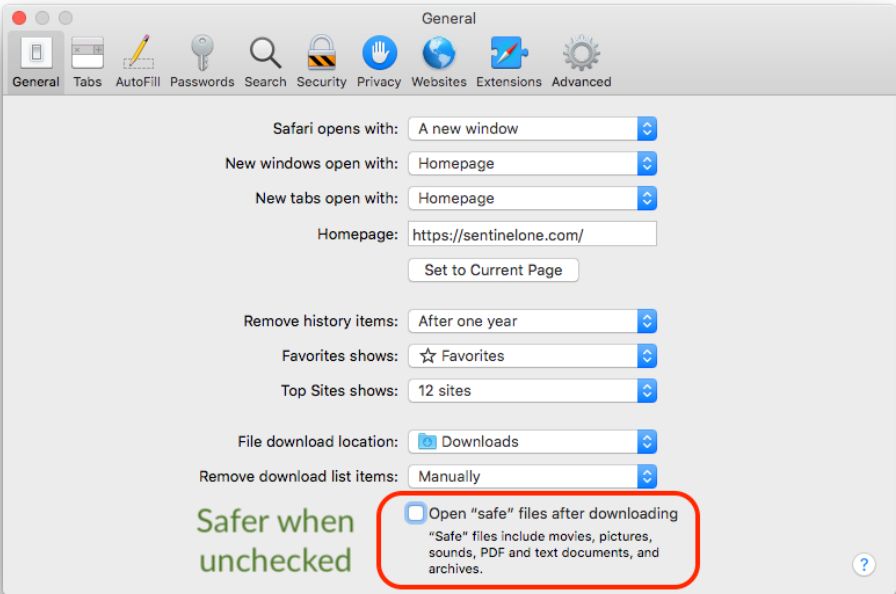 General
General Tabs AutoFill Passwords Search Security Privacy Websites Extensions Advanced
Safari opens with: A new window
New windows open with: Homepage
New tabs open with: Homepage
Homepage: https://sentinelone.com/
Set to Current Page
Remove history items: After one year
Favorites shows: ☆ Favorites
Top Sites shows: 12 sites
File download location: Downloads
Remove download list items: Manually
Safer when
unchecked
Open “safe” files after downloading
“Safe” files include movies, pictures,
sounds, PDF and text documents, and
archives.
?